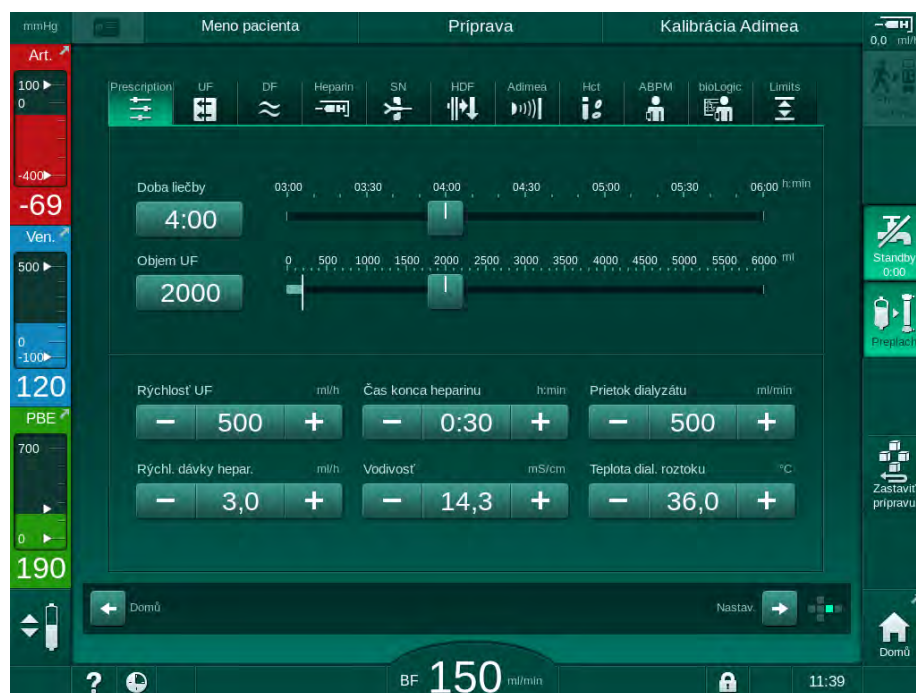 mmHg Meno pacienta Príprava Kalibrácia Adimea
0,0 ml/h
Art.
100
0
-400
-69
Ven.
500
0
-100
120
PBE
700
0
190
Prescription UF DF Heparin SN HDF Adimea Hct ABPM bioLogic Limits
Doba liečby 03:00 03:30 04:00 04:30 05:00 05:30 06:00 h:min
4:00
Objem UF 0 500 1000 1500 2000 2500 3000 3500 4000 4500 5000 5500 6000 ml
2000
Rýchlosť UF ml/h Čas konca heparinu h:min Prietok dialyzátu ml/min
− 500 + − 0:30 + − 500 +
Rýchl. dávky hepar. ml/h Vodivosť mS/cm Teplota dial. roztoku °C
− 3,0 + − 14,3 + − 36,0 +
Domů Nastav.
Standby
0:00
Preplach
Zastaviť
prípravu
Domů
? BF 150 ml/min 11:39